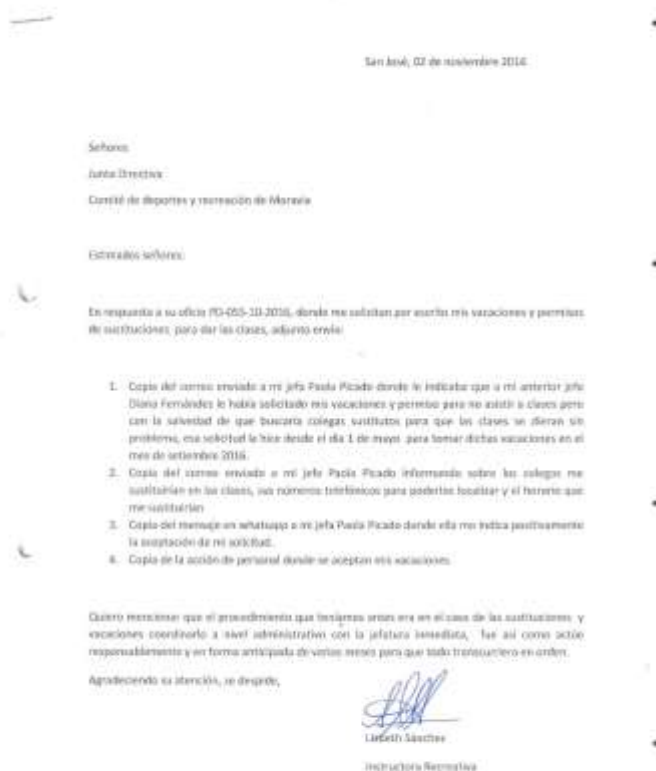 San José, 02 de noviembre 2016
Señores
Junta Directiva
Comité de deportes y recreación de Moravia
Estimados señores:
En respuesta a su oficio PD-055-10-2016, donde me solicitan por escrito mis vacaciones y permisos
de sustituciones para dar las clases, adjunto envío:
1. Copia del correo enviado a mi jefa Paola Picado donde le indicaba que a mi anterior jefe
Diana Fernández le había solicitado mis vacaciones y permiso para no asistir a clases pero
con la salvedad de que buscaría colegas sustitutos para que las clases se dieran sin
problema, esa solicitud la hice desde el día 1 de mayo para tomar dichas vacaciones en el
mes de setiembre 2016.
2. Copia del correo enviado a mi jefa Paola Picado informando sobre los colegas me
sustituirían en las clases, sus números telefónicos para poderlos localizar y el horario que
me sustituirían
3. Copia del mensaje en whatsapp a mi jefa Paola Picado donde ella me indica positivamente
la aceptación de mi solicitud.
4. Copia de la acción de personal donde se aceptan mis vacaciones
Quiero mencionar que el procedimiento que teníamos antes era en el caso de las sustituciones y
vacaciones coordinarlo a nivel administrativo con la jefatura inmediata, fue así como actúe
responsablemente y en forma anticipada de varios meses para que todo transcurriera en orden.
Agradeciendo su atención, se despide,
Lisbeth Sánchez
Instructora Recreativa